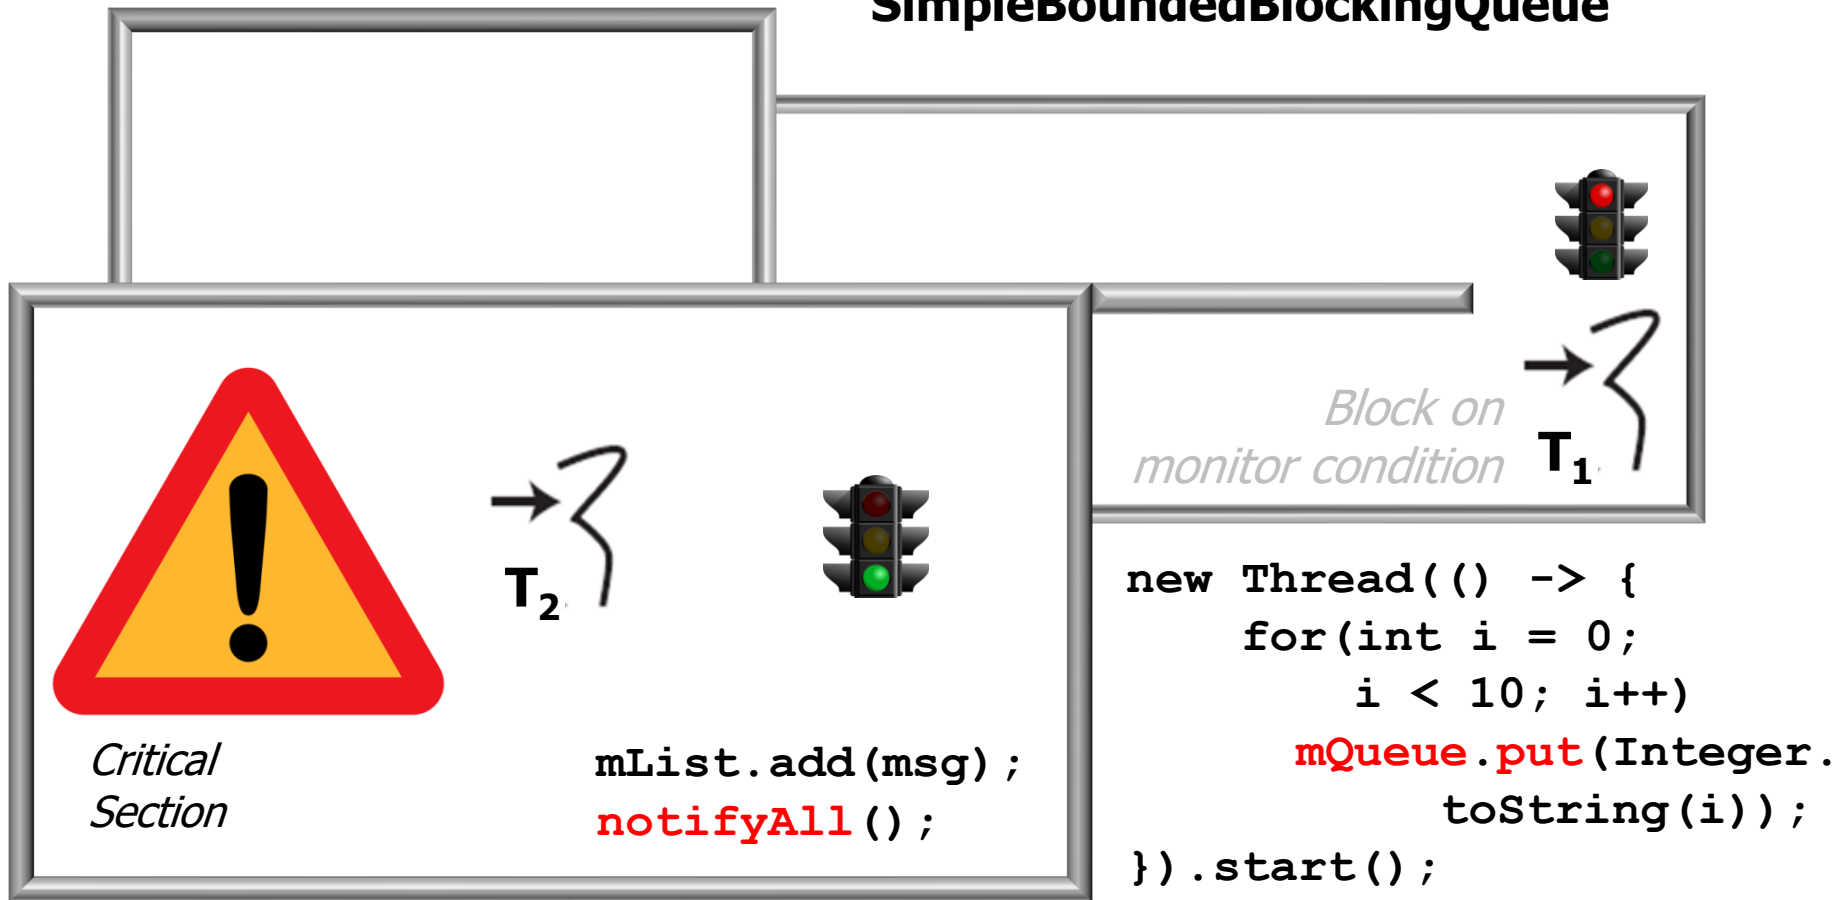 SimpleBoundedBlockingQueue
Block on
monitor condition
T1
T2
Critical
Section
mList.add(msg);
notifyAll();
new Thread(() -> {
for(int i = 0;
i < 10; i++)
mQueue.put(Integer.
toString(i));
}).start();